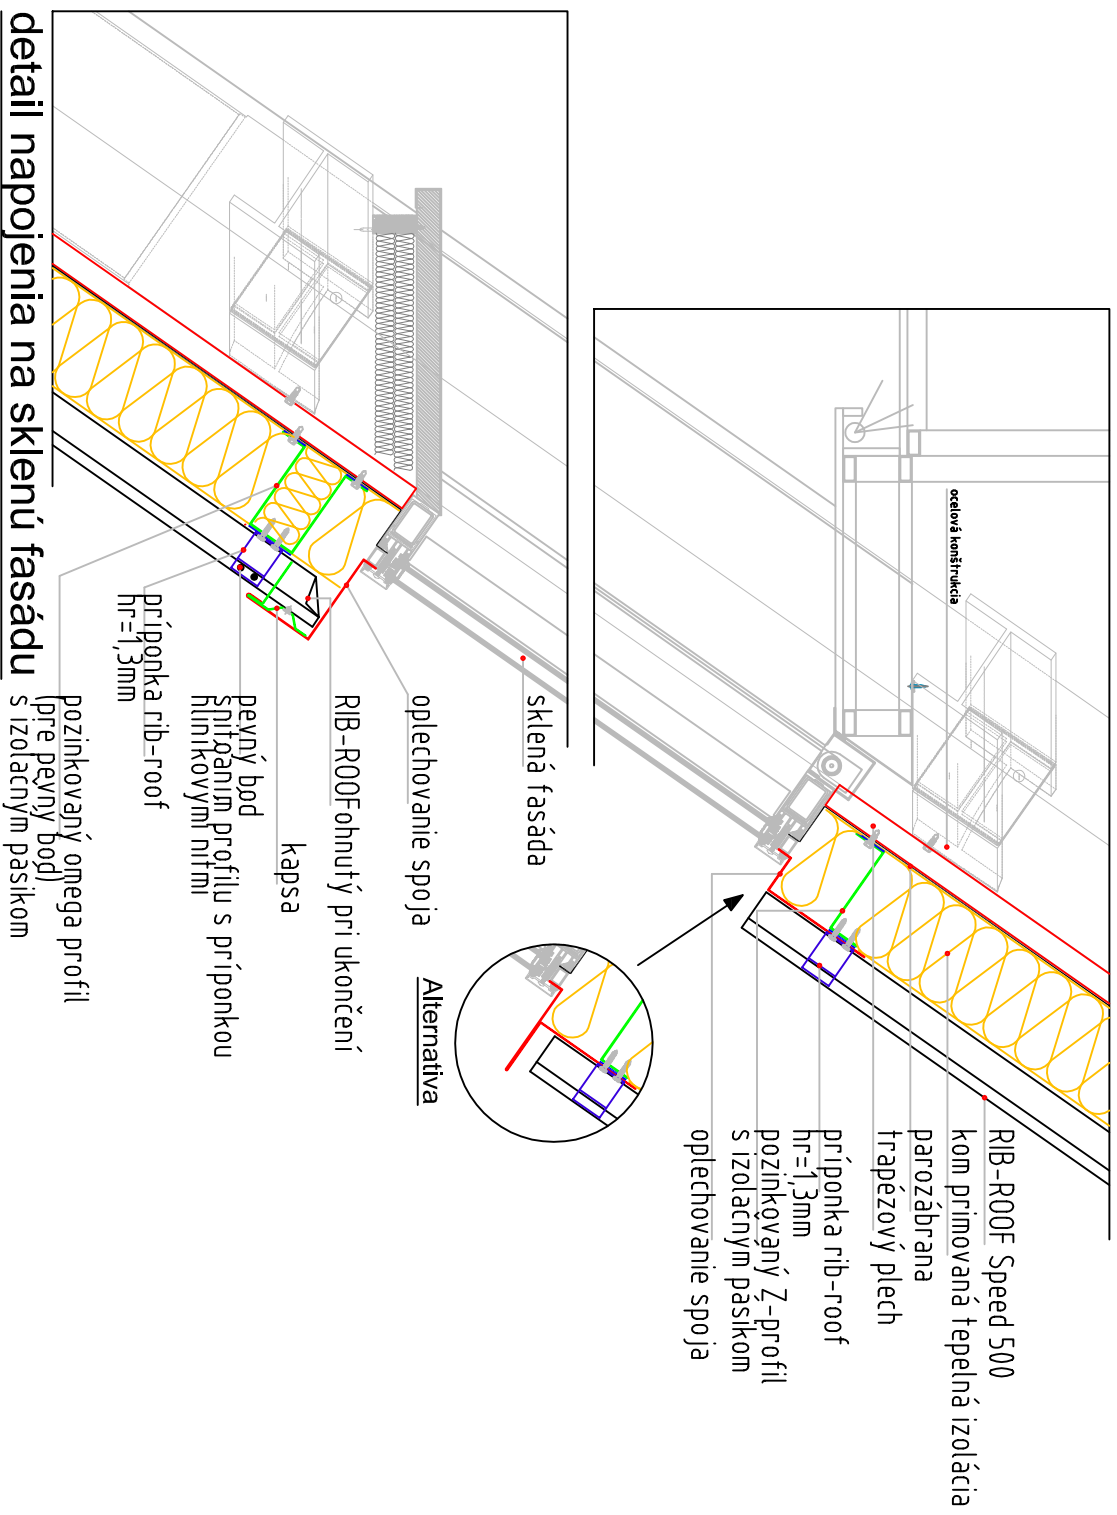 RIB-ROOF Speed 500
kom primovaná tepelná izolácia
parozábrana
trapézový plech
príponka rib-roof
hr=1,3mm
pozinkovaný Z-profil
s izolačným pásikom
oplechovanie spoja
ocelová konštrukcia
sklená fasáda
Alternativa
oplechovanie spoja
RIB-ROOFohnutý pri ukončení
kapsa
pevný bod
snitganim profilu s príponkou
hliníkovými nitmi
príponka rib-roof
hr=1,3mm
pozinkovaný omega profil
(pre pevný bod)
s izolačným pásikom
detail napojenia na sklenú fasádu